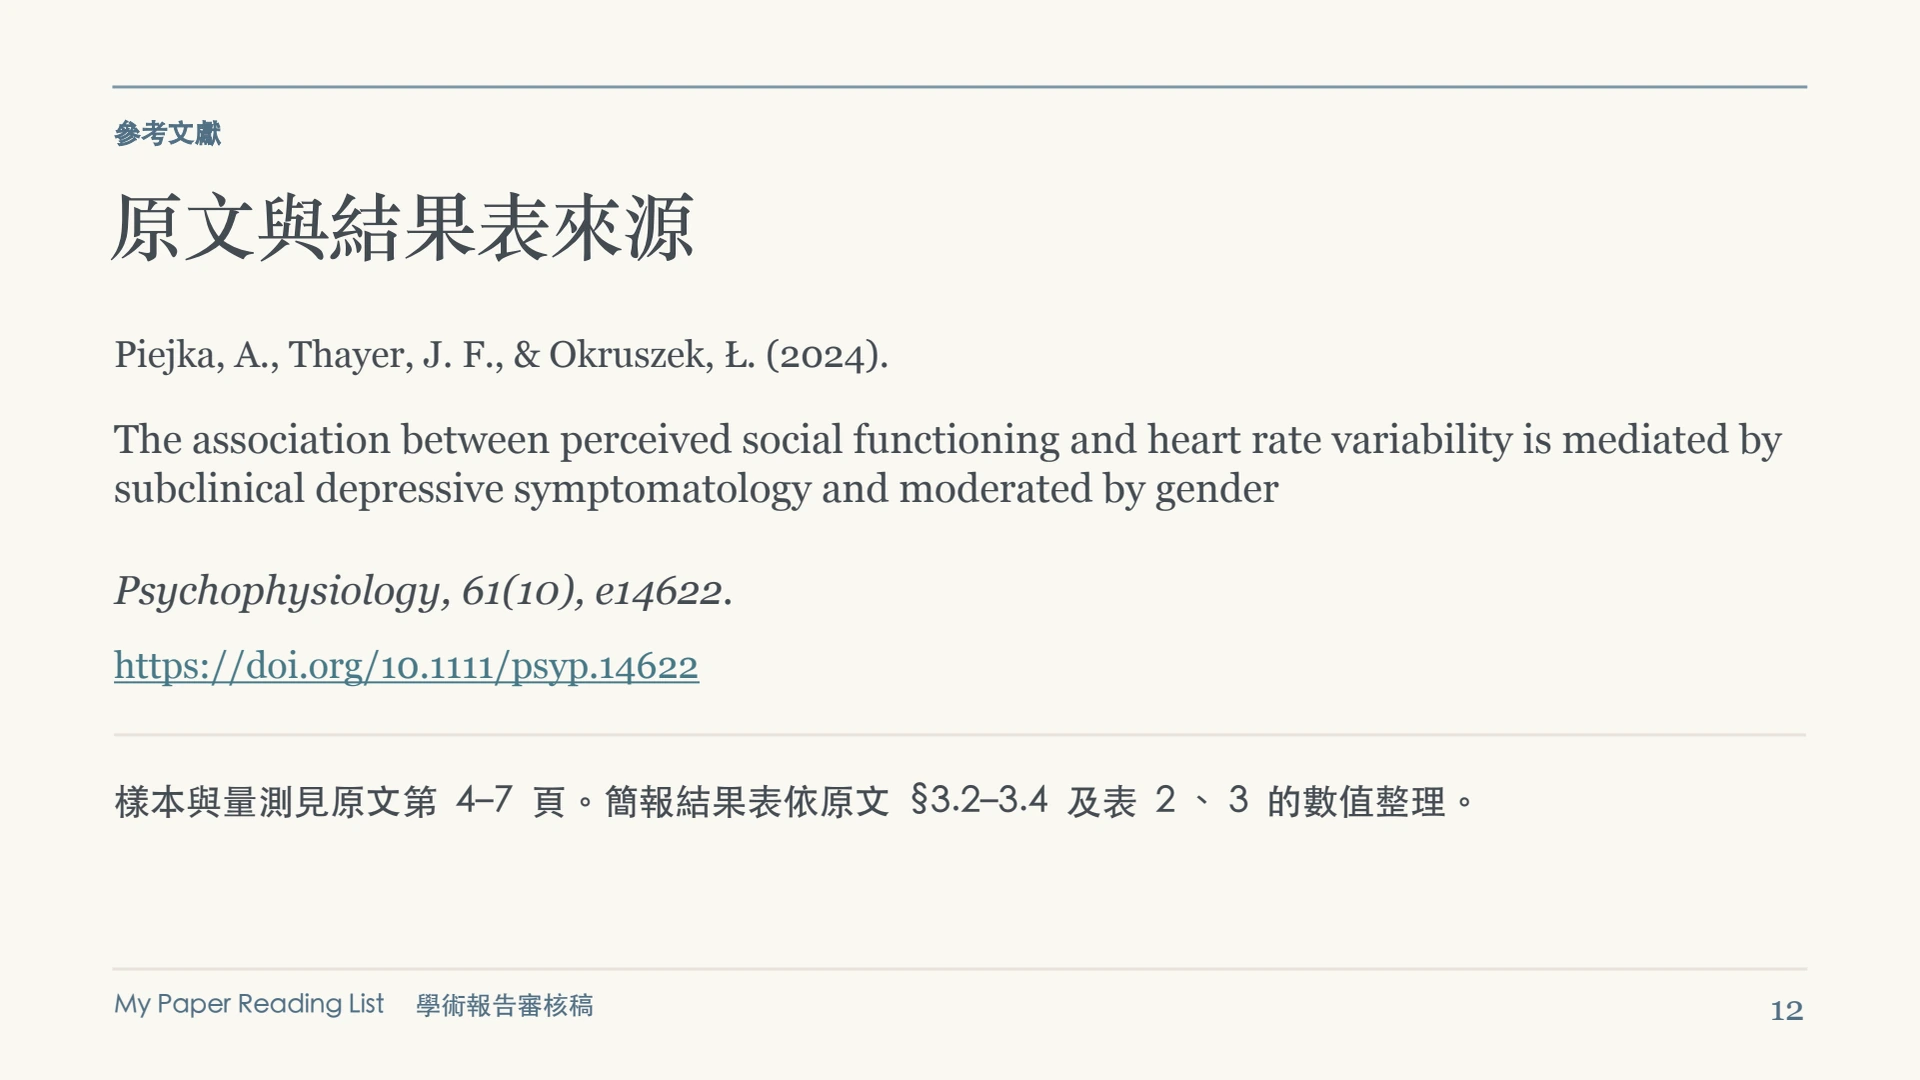 參考文獻
原文與結果表來源
Piejka, A., Thayer, J. F., & Okruszek, Ł. (2024).
The association between perceived social functioning and heart rate variability is mediated by
subclinical depressive symptomatology and moderated by gender
Psychophysiology, 61(10), e14622.
https://doi.org/10.1111/psyp.14622
樣本與量測見原文第 4–7 頁。簡報結果表依原文 §3.2–3.4 及表 2、3 的數值整理。
My Paper Reading List 學術報告審核稿
12